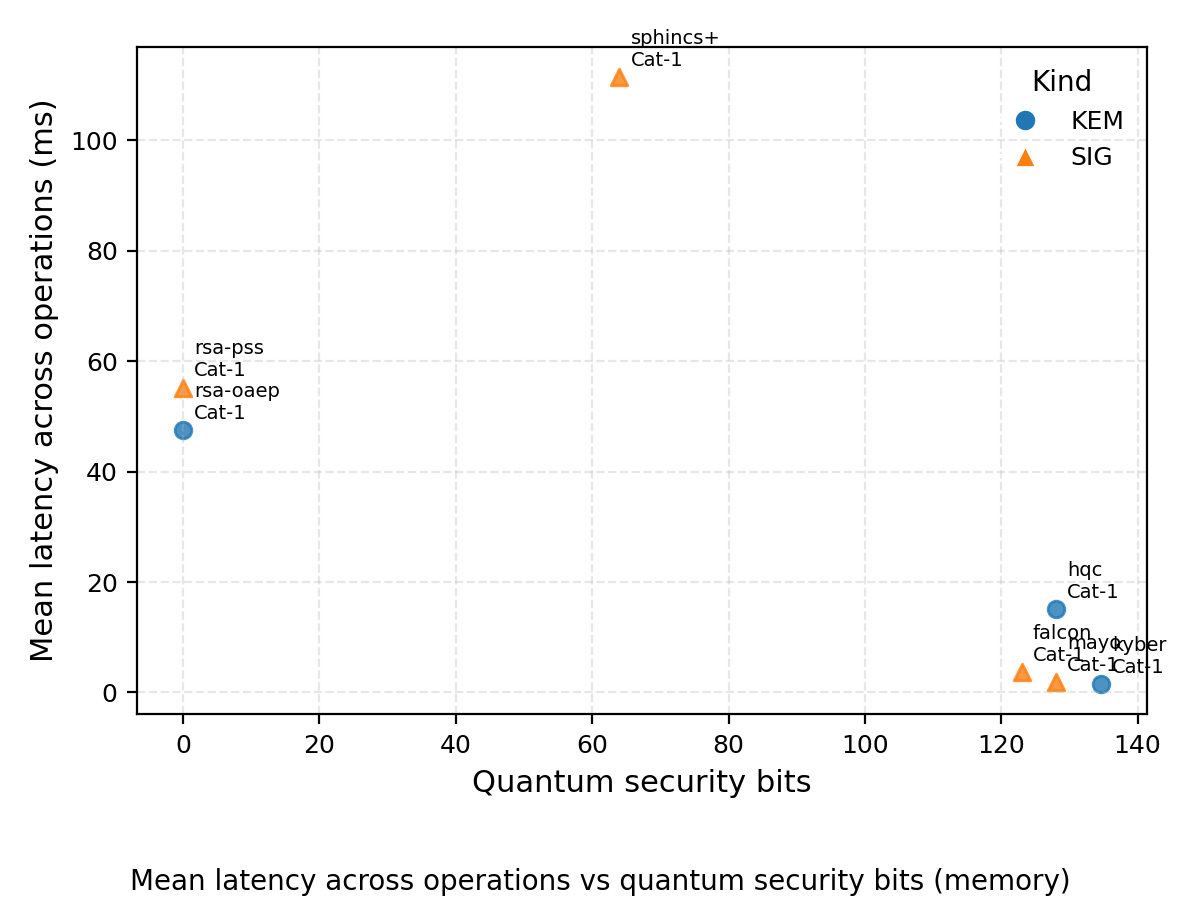 sphincs+
Cat-1
Kind
KEM
SIG
Mean latency across operations (ms)
100
80
60
40
20
0
rsa-pss
Cat-1
rsa-oaep
Cat-1
hqc
Cat-1
falcon
Cat-1
mayo
Cat-1
kyber
Cat-1
0 20 40 60 80 100 120 140
Quantum security bits
Mean latency across operations vs quantum security bits (memory)